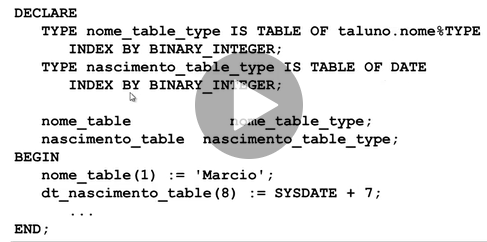 DECLARE
TYPE nome_table_type IS TABLE OF taluno.nome%TYPE
INDEX BY BINARY_INTEGER;
TYPE nascimento_table_type IS TABLE OF DATE
INDEX BY BINARY_INTEGER;
nome_table nome_table_type;
nascimento_table nascimento_table_type;
BEGIN
nome_table(1) := 'Marcio';
dt_nascimento_table(8) := SYSDATE + 7;
...
END;